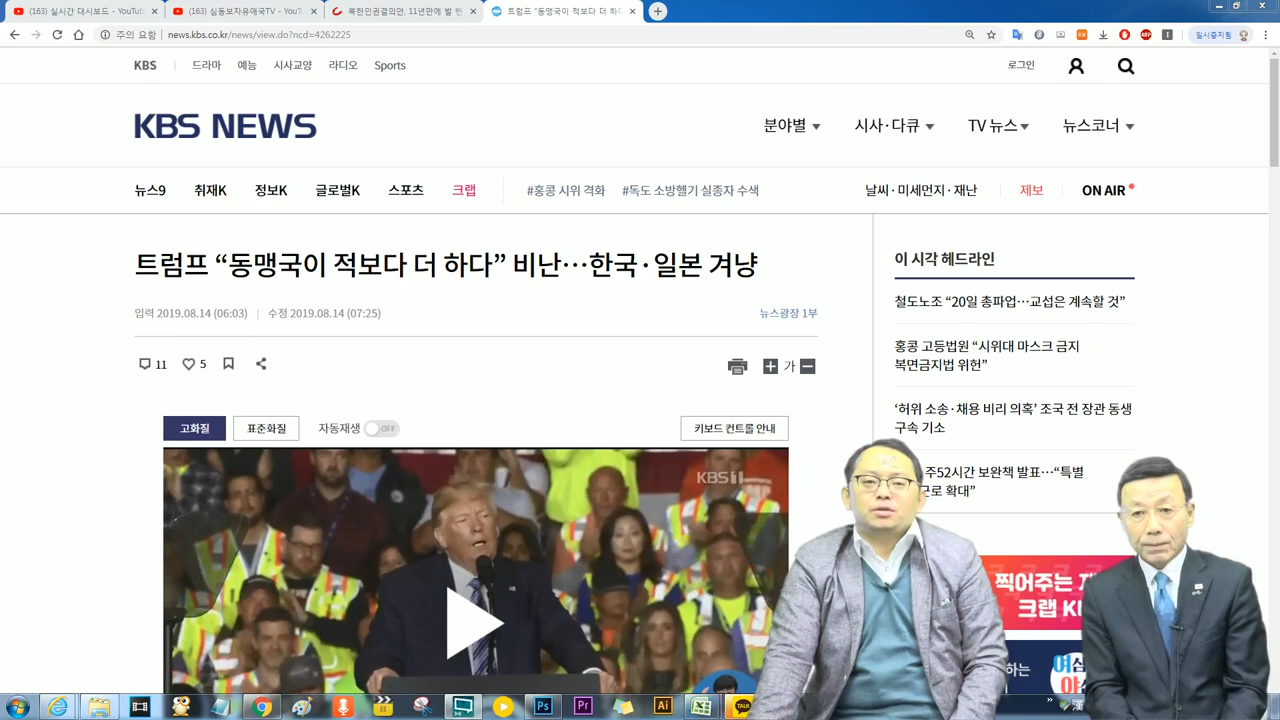 (163) 실시간 대시보드 - YouTub
(163) 심동보자유매국TV - YouTu
북한인권결의안, 11년만에 발 뺀
트럼프 “동맹국이 적보다 더 하다
주의 요함
news.kbs.co.kr/news/view.do?ncd=4262225
일시중지됨
KBS
드라마
예능
시사교양
라디오
Sports
로그인
KBS NEWS
분야별
시사·다큐
TV 뉴스
뉴스코너
뉴스9
취재K
정보K
글로벌K
스포츠
크랩
#홍콩 시위 격화
#독도 소방헬기 실종자 수색
날씨·미세먼지·재난
제보
ON AIR
트럼프 “동맹국이 적보다 더 하다” 비난…한국·일본 겨냥
입력 2019.08.14 (06:03)
수정 2019.08.14 (07:25)
뉴스광장 1부
11
5
가
고화질
표준화질
자동재생
OFF
키보드 컨트롤 안내
KBS
이 시각 헤드라인
철도노조 “20일 총파업…교섭은 계속할 것”
홍콩 고등법원 “시위대 마스크 금지
복면금지법 위헌”
‘허위 소송·채용 비리 의혹’ 조국 전 장관 동생
구속 기소
주52시간 보완책 발표…“특별
근로 확대”
찍어주는
크랩
하는
Ps
Pr
Ai
TALK
漢